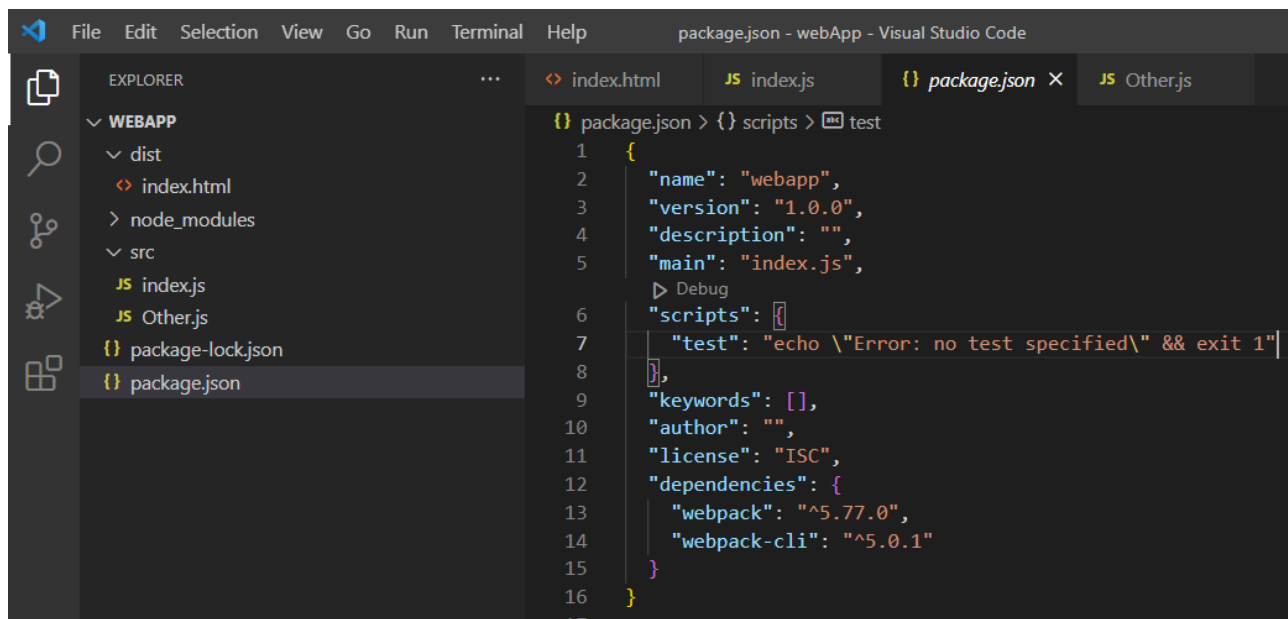 File Edit Selection View Go Run Terminal Help package.json - webApp - Visual Studio Code
EXPLORER ...
WEBAPP
dist
<> index.html
node_modules
src
JS index.js
JS Other.js
{} package-lock.json
{} package.json
<> index.html JS index.js {} package.json × JS Other.js
{} package.json > {} scripts > abc test
1 {
2 "name": "webapp",
3 "version": "1.0.0",
4 "description": "",
5 "main": "index.js",
Debug
6 "scripts": {
7 "test": "echo \"Error: no test specified\" && exit 1"
8 },
9 "keywords": [],
10 "author": "",
11 "license": "ISC",
12 "dependencies": {
13 "webpack": "^5.77.0",
14 "webpack-cli": "^5.0.1"
15 }
16 }